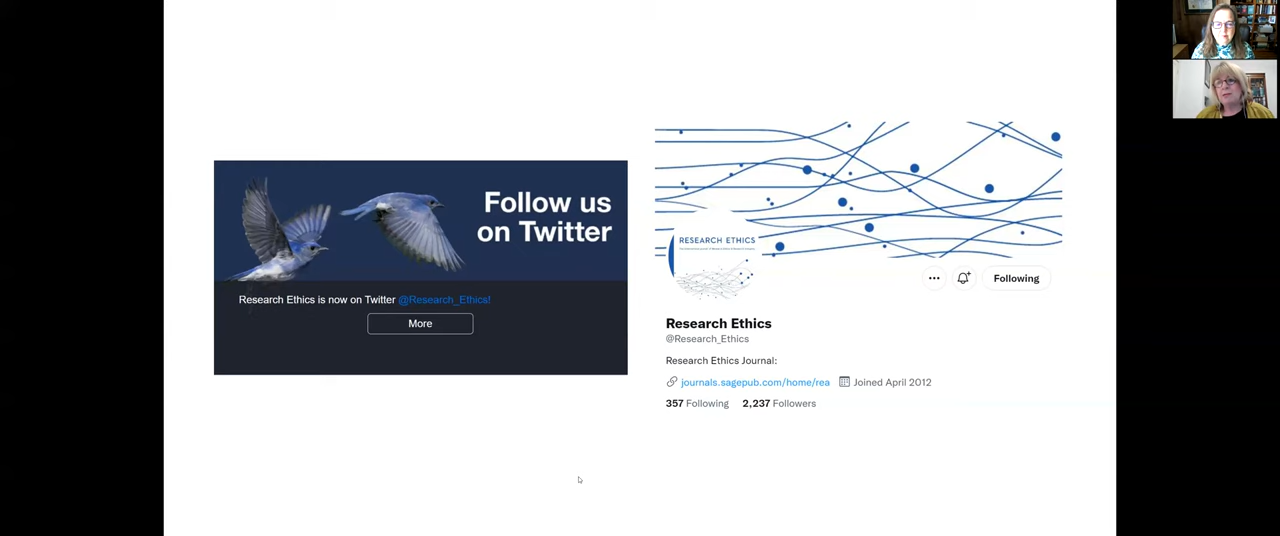 Follow us
on Twitter
Research Ethics is now on Twitter @Research_Ethics!
More
RESEARCH ETHICS
Following
Research Ethics
@Research_Ethics
Research Ethics Journal:
journals.sagepub.com/home/rea Joined April 2012
357 Following 2,237 Followers